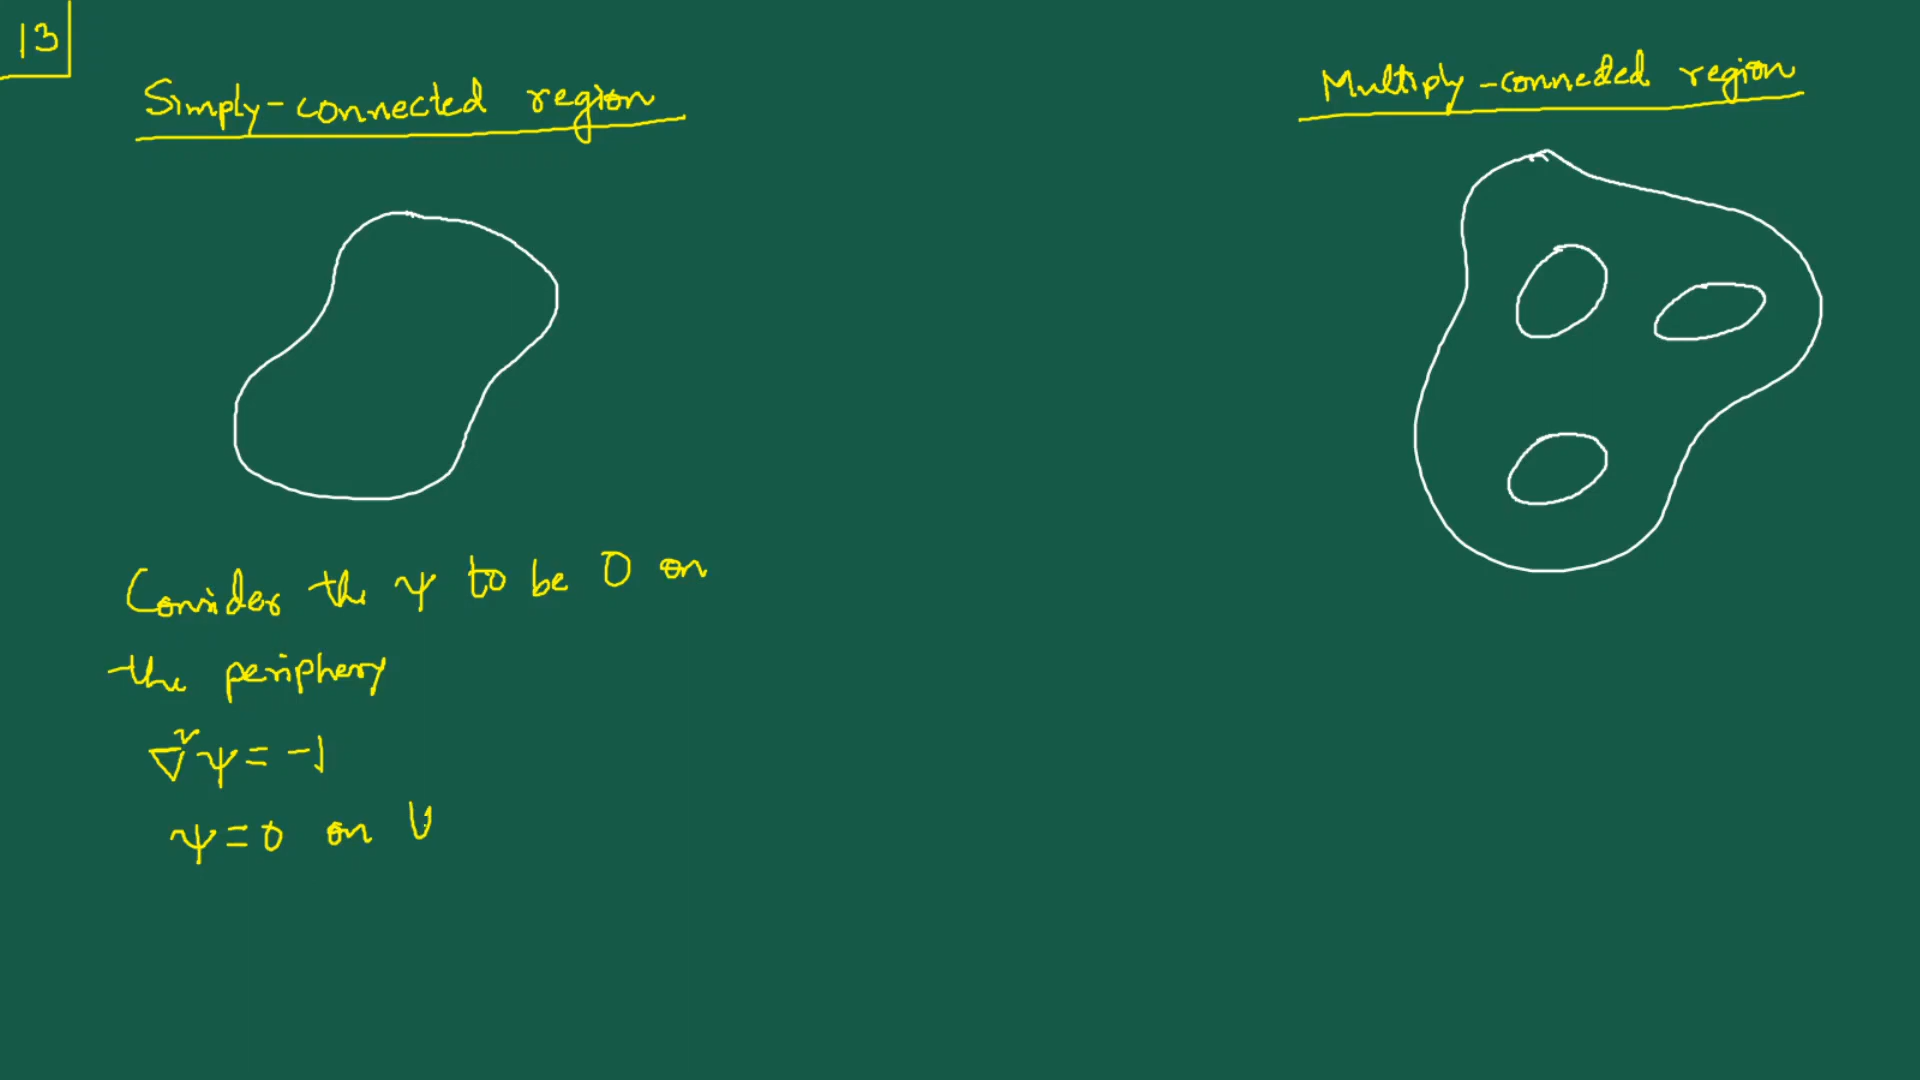 13
Simply-connected region
Multiply-connected region
Consider the ψ to be 0 on
the periphery
∇²ψ = -1
ψ = 0 on